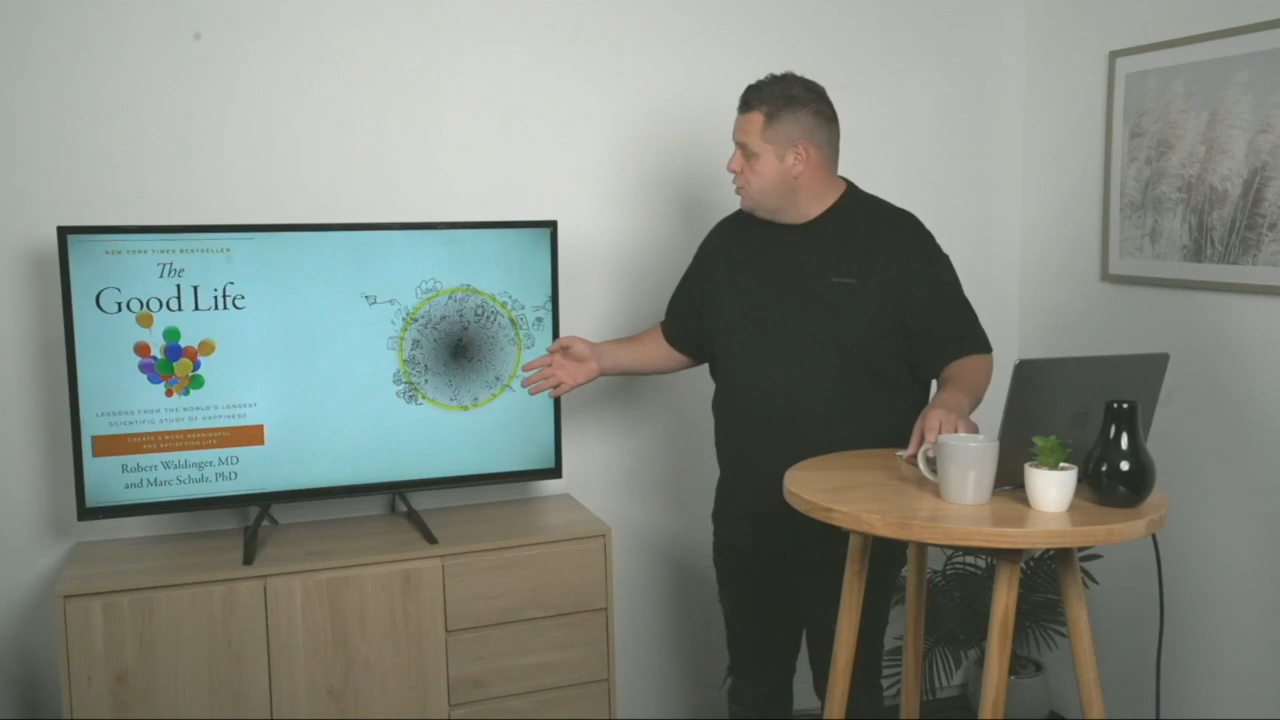 NEW YORK TIMES BESTSELLER
The
Good Life
LESSONS FROM THE WORLD'S LONGEST
SCIENTIFIC STUDY OF HAPPINESS
CREATE A MORE MEANINGFUL
AND SATISFYING LIFE
Robert Waldinger, MD
and Marc Schulz, PhD